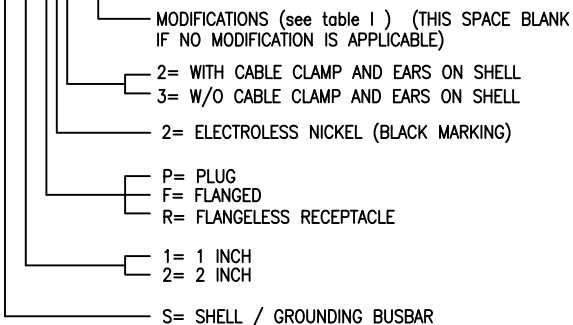 MODIFICATIONS (see table I ) (THIS SPACE BLANK
IF NO MODIFICATION IS APPLICABLE)
2= WITH CABLE CLAMP AND EARS ON SHELL
3= W/O CABLE CLAMP AND EARS ON SHELL
2= ELECTROLESS NICKEL (BLACK MARKING)
P= PLUG
F= FLANGED
R= FLANGELESS RECEPTACLE
1= 1 INCH
2= 2 INCH
S= SHELL / GROUNDING BUSBAR